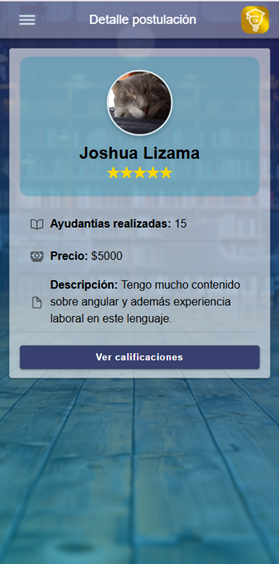 Detalle postulación
Joshua Lizama
Ayudantias realizadas: 15
Precio: $5000
Descripción: Tengo mucho contenido
sobre angular y además experiencia
laboral en este lenguaje.
Ver calificaciones